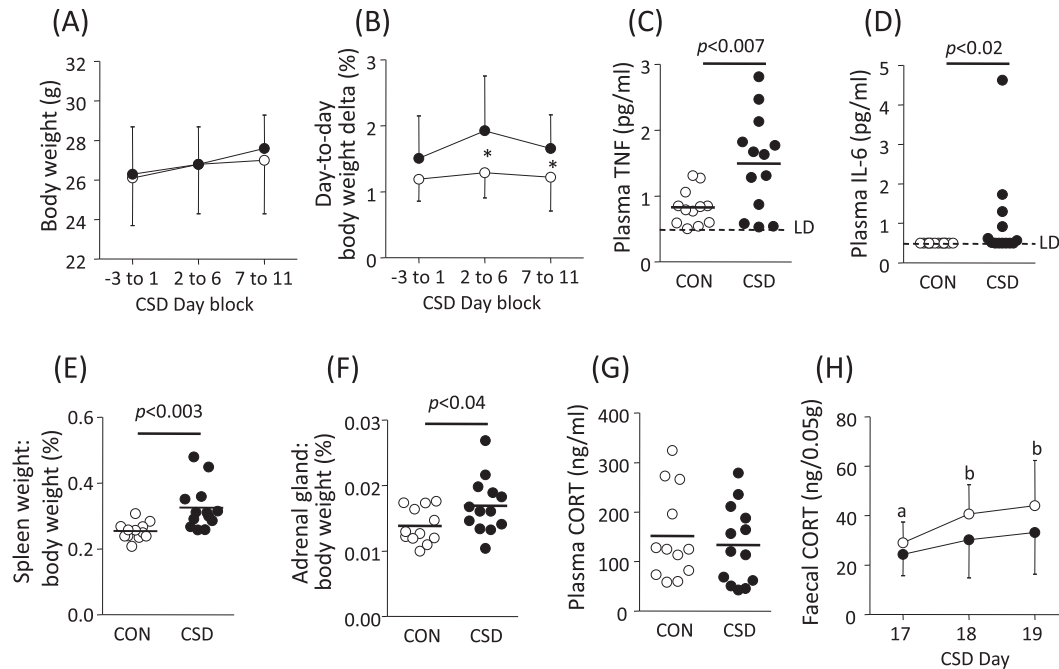 (A)
Body weight (g)
32
30
28
26
24
22
-3 to 1
2 to 6
7 to 11
CSD Day block
(B)
Day-to-day
body weight delta (%)
3
2
1
0
*
*
-3 to 1
2 to 6
7 to 11
CSD Day block
(C)
p<0.007
Plasma TNF (pg/ml)
3
2
1
0
LD
CON
CSD
(D)
p<0.02
Plasma IL-6 (pg/ml)
5
4
3
2
1
0
LD
CON
CSD
(E)
p<0.003
Spleen weight:
body weight (%)
0.6
0.4
0.2
0.0
CON
CSD
(F)
p<0.04
Adrenal gland:
body weight (%)
0.03
0.02
0.01
0.00
CON
CSD
(G)
Plasma CORT (ng/ml)
400
300
200
100
0
CON
CSD
(H)
Faecal CORT (ng/0.05g)
80
60
40
20
0
a
b
b
17
18
19
CSD Day